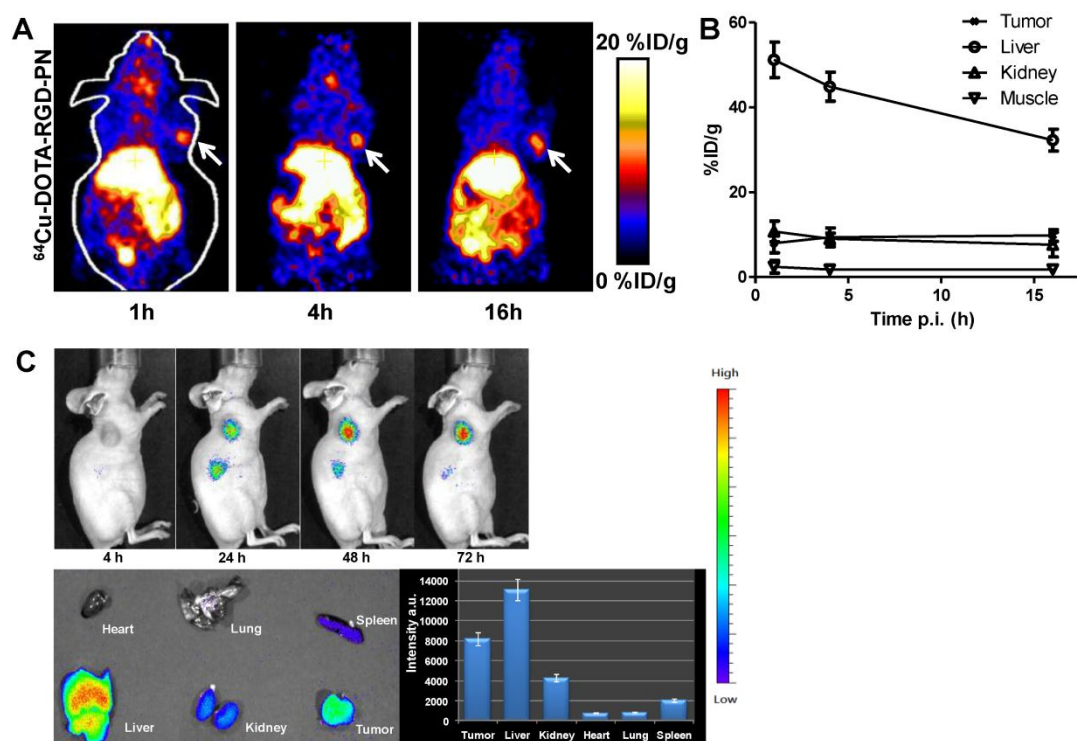 A
⁶⁴Cu-DOTA-RGD-PN
20 %ID/g
0 %ID/g
1h
4h
16h
B
60
40
20
0
%ID/g
0
5
10
15
Time p.i. (h)
Tumor
Liver
Kidney
Muscle
C
4 h
24 h
48 h
72 h
High
Low
Heart
Lung
Spleen
Liver
Kidney
Tumor
Intensity a.u.
14000
12000
10000
8000
6000
4000
2000
0
Tumor Liver Kidney Heart Lung Spleen